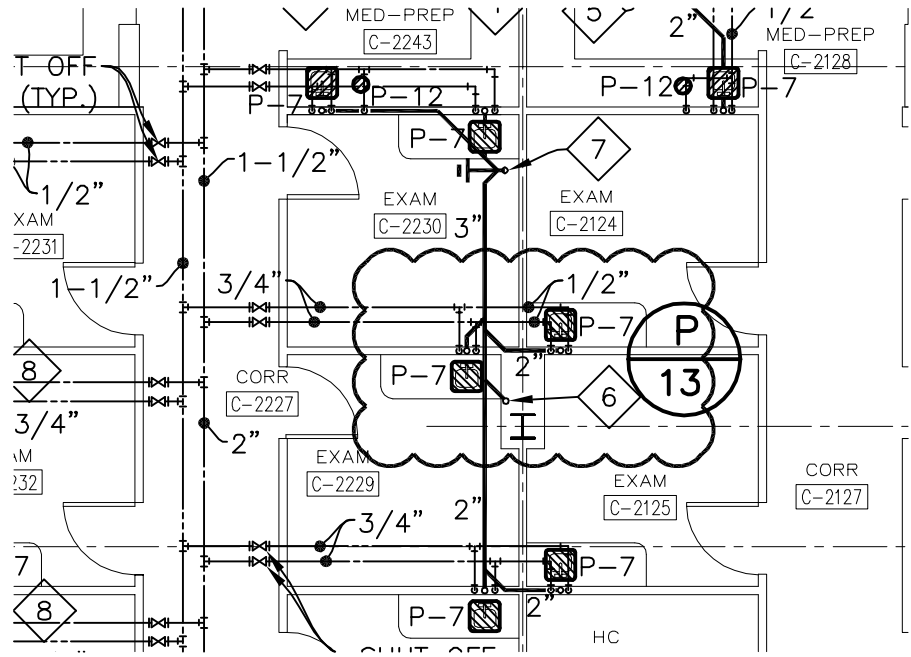 MED-PREP
C-2243
1/2
2"
MED-PREP
C-2128
5
T OFF
(TYP.)
P-7
P-12
P-12
P-7
P-7
7
1-1/2"
1/2"
EXAM
C-2230
3"
EXAM
C-2124
XAM
-2231
1-1/2"
3/4"
1/2"
P-7
P
13
2"
8
P-7
6
CORR
C-2227
3/4"
2"
AM
232
EXAM
C-2229
EXAM
C-2125
CORR
C-2127
2"
3/4"
7
P-7
8
P-7
2"
HC
SHUT OFF